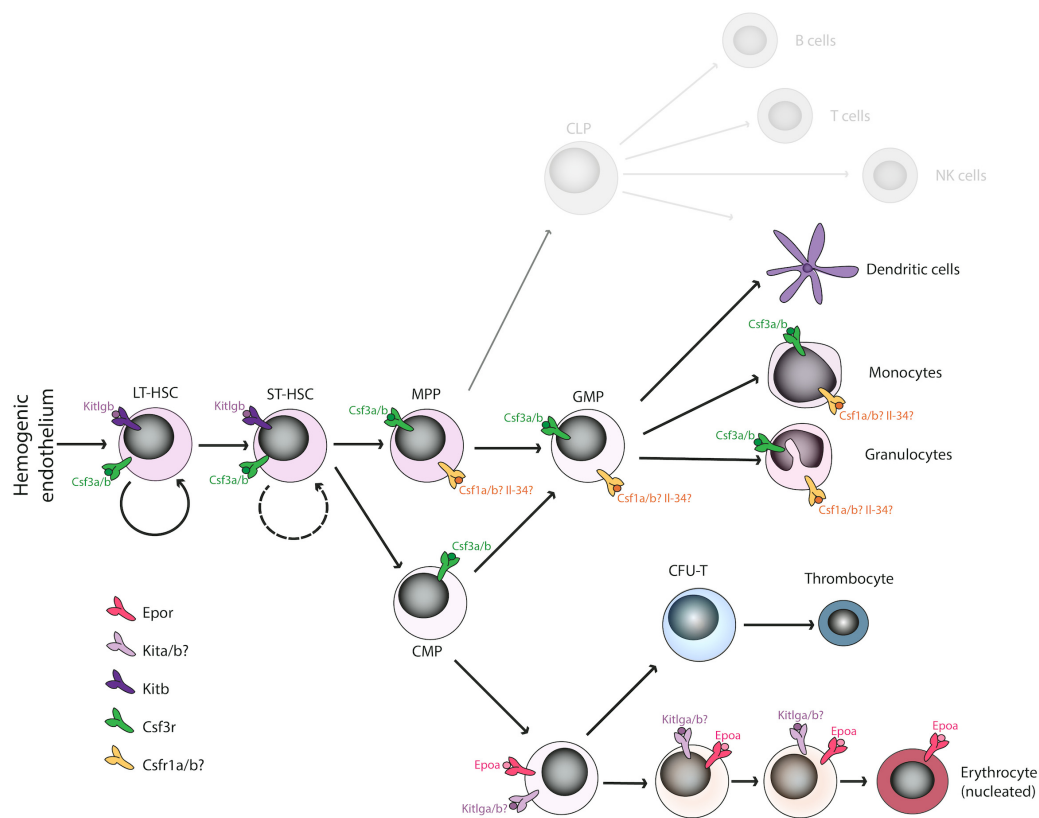 B cells
T cells
CLP
NK cells
Dendritic cells
Csf3a/b
Monocytes
Csf1a/b? Il-34?
Hemogenic
endothelium
LT-HSC
Kitlgb
Csf3a/b
ST-HSC
Kitlgb
Csf3a/b
MPP
Csf3a/b
Csf1a/b? Il-34?
GMP
Csf3a/b
Csf1a/b? Il-34?
Csf3a/b
Granulocytes
Csf1a/b? Il-34?
Csf3a/b
CMP
CFU-T
Thrombocyte
Epor
Kita/b?
Kitb
Csf3r
Csfr1a/b?
Epoa
Kitlga/b?
Kitlga/b?
Epoa
Kitlga/b?
Epoa
Epoa
Erythrocyte
(nucleated)